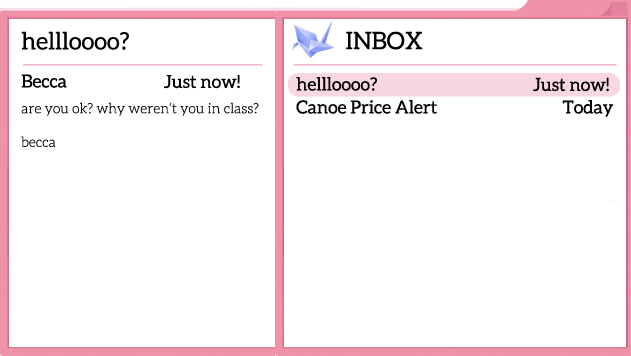 hellloooo?
Becca Just now!
are you ok? why weren't you in class?
becca
INBOX
hellloooo? Just now!
Canoe Price Alert Today